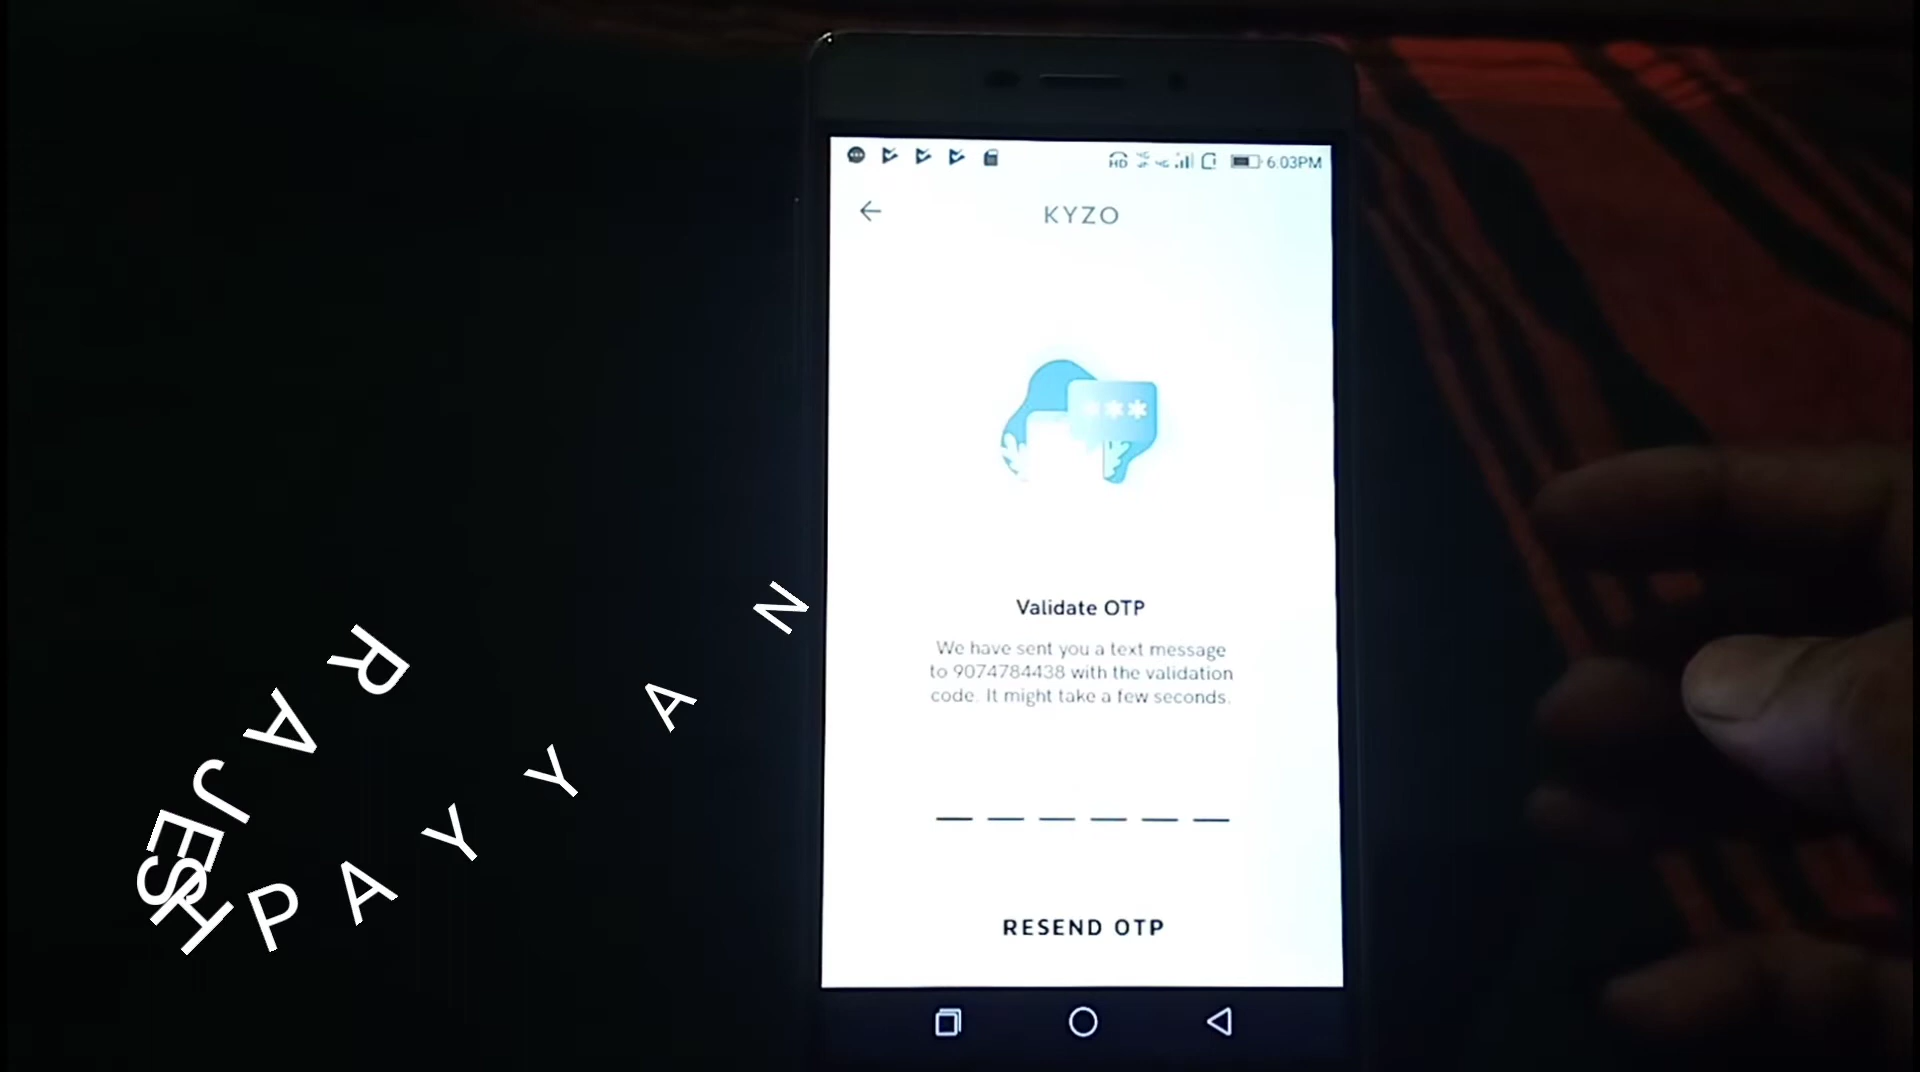 6.03PM
KYZO
***
Validate OTP
We have sent you a text message
to 9074784438 with the validation
code. It might take a few seconds.
RESEND OTP
RAJESH PAYYAN